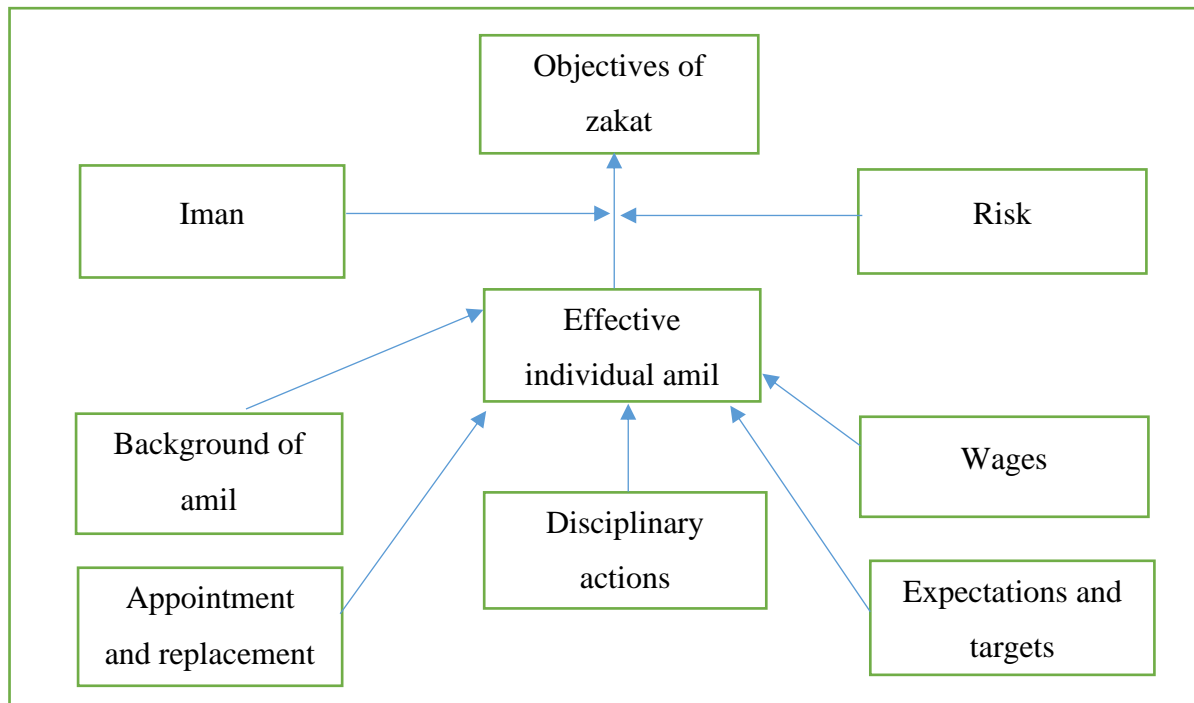 Objectives of
zakat
Iman
Risk
Effective
individual amil
Background of
amil
Wages
Disciplinary
actions
Appointment
and replacement
Expectations and
targets